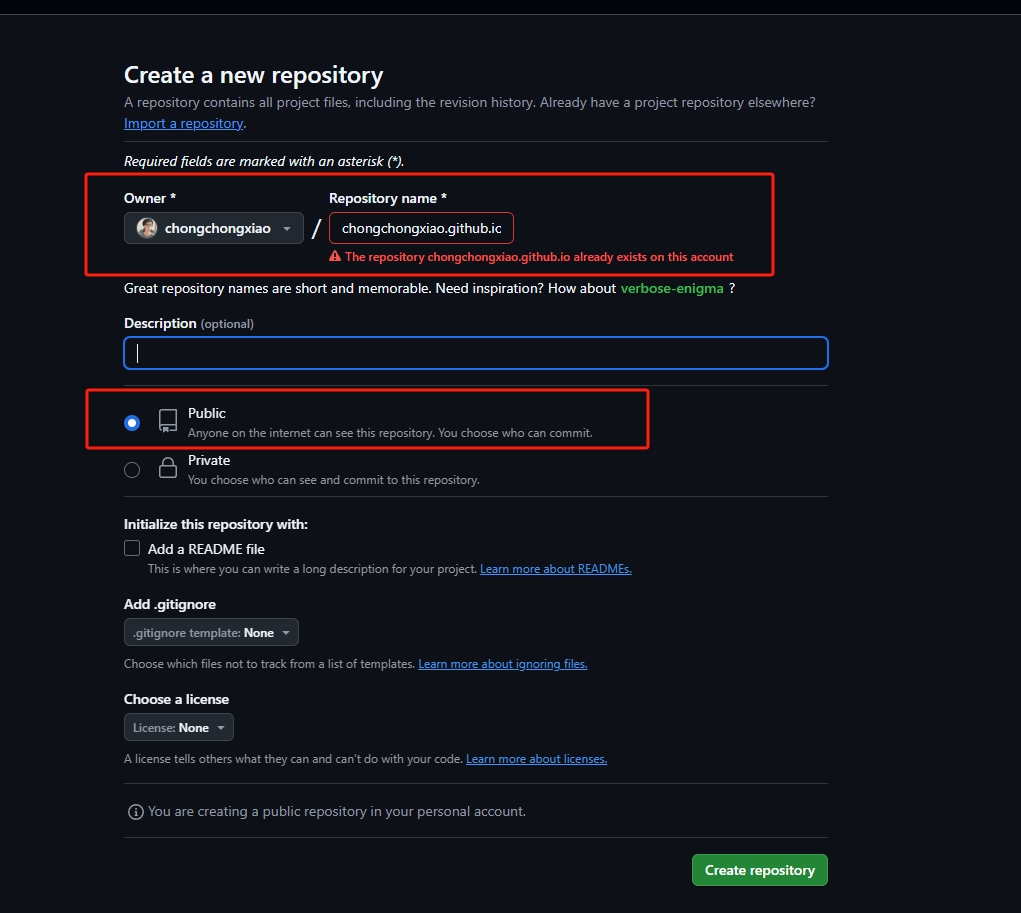 Create a new repository
A repository contains all project files, including the revision history. Already have a project repository elsewhere?
Import a repository.
Required fields are marked with an asterisk (*).
Owner * Repository name *
chongchongxiao / chongchongxiao.github.io
The repository chongchongxiao.github.io already exists on this account
Great repository names are short and memorable. Need inspiration? How about verbose-enigma ?
Description (optional)
Public
Anyone on the internet can see this repository. You choose who can commit.
Private
You choose who can see and commit to this repository.
Initialize this repository with:
Add a README file
This is where you can write a long description for your project. Learn more about READMEs.
Add .gitignore
.gitignore template: None
Choose which files not to track from a list of templates. Learn more about ignoring files.
Choose a license
License: None
A license tells others what they can and can't do with your code. Learn more about licenses.
You are creating a public repository in your personal account.
Create repository